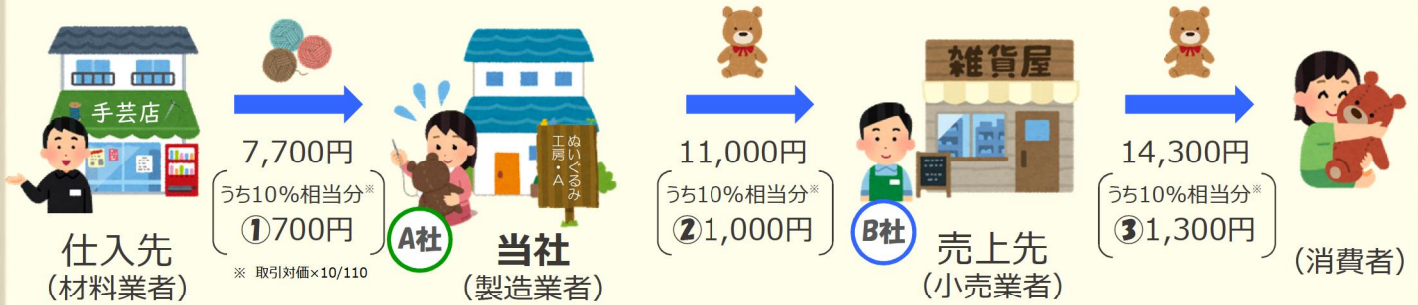 手芸店
仕入先
(材料業者)
7,700円
うち10%相当分※
①700円
※ 取引対価×10/110
ぬいぐるみ
工房・A
A社
当社
(製造業者)
11,000円
うち10%相当分※
②1,000円
雑貨屋
B社
売上先
(小売業者)
14,300円
うち10%相当分※
③1,300円
(消費者)